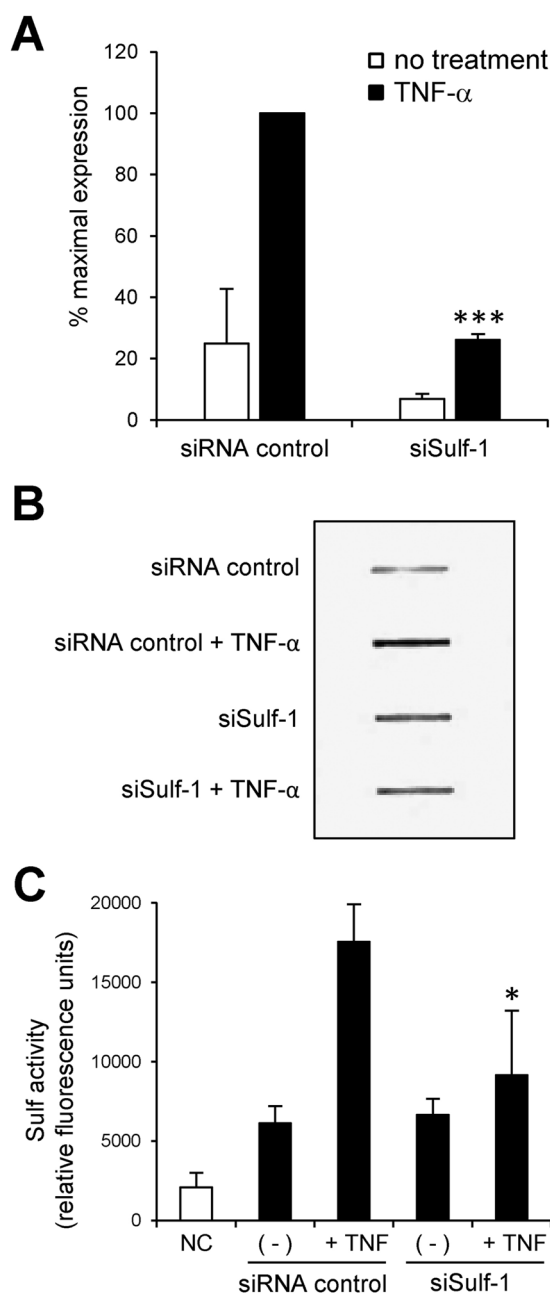 A
120
100
80
60
40
20
0
% maximal expression
no treatment
TNF-α
***
siRNA control
siSulf-1
B
siRNA control
siRNA control + TNF-α
siSulf-1
siSulf-1 + TNF-α
C
20000
15000
10000
5000
0
Sulf activity
(relative fluorescence units)
*
NC
( - )
+ TNF
( - )
+ TNF
siRNA control
siSulf-1